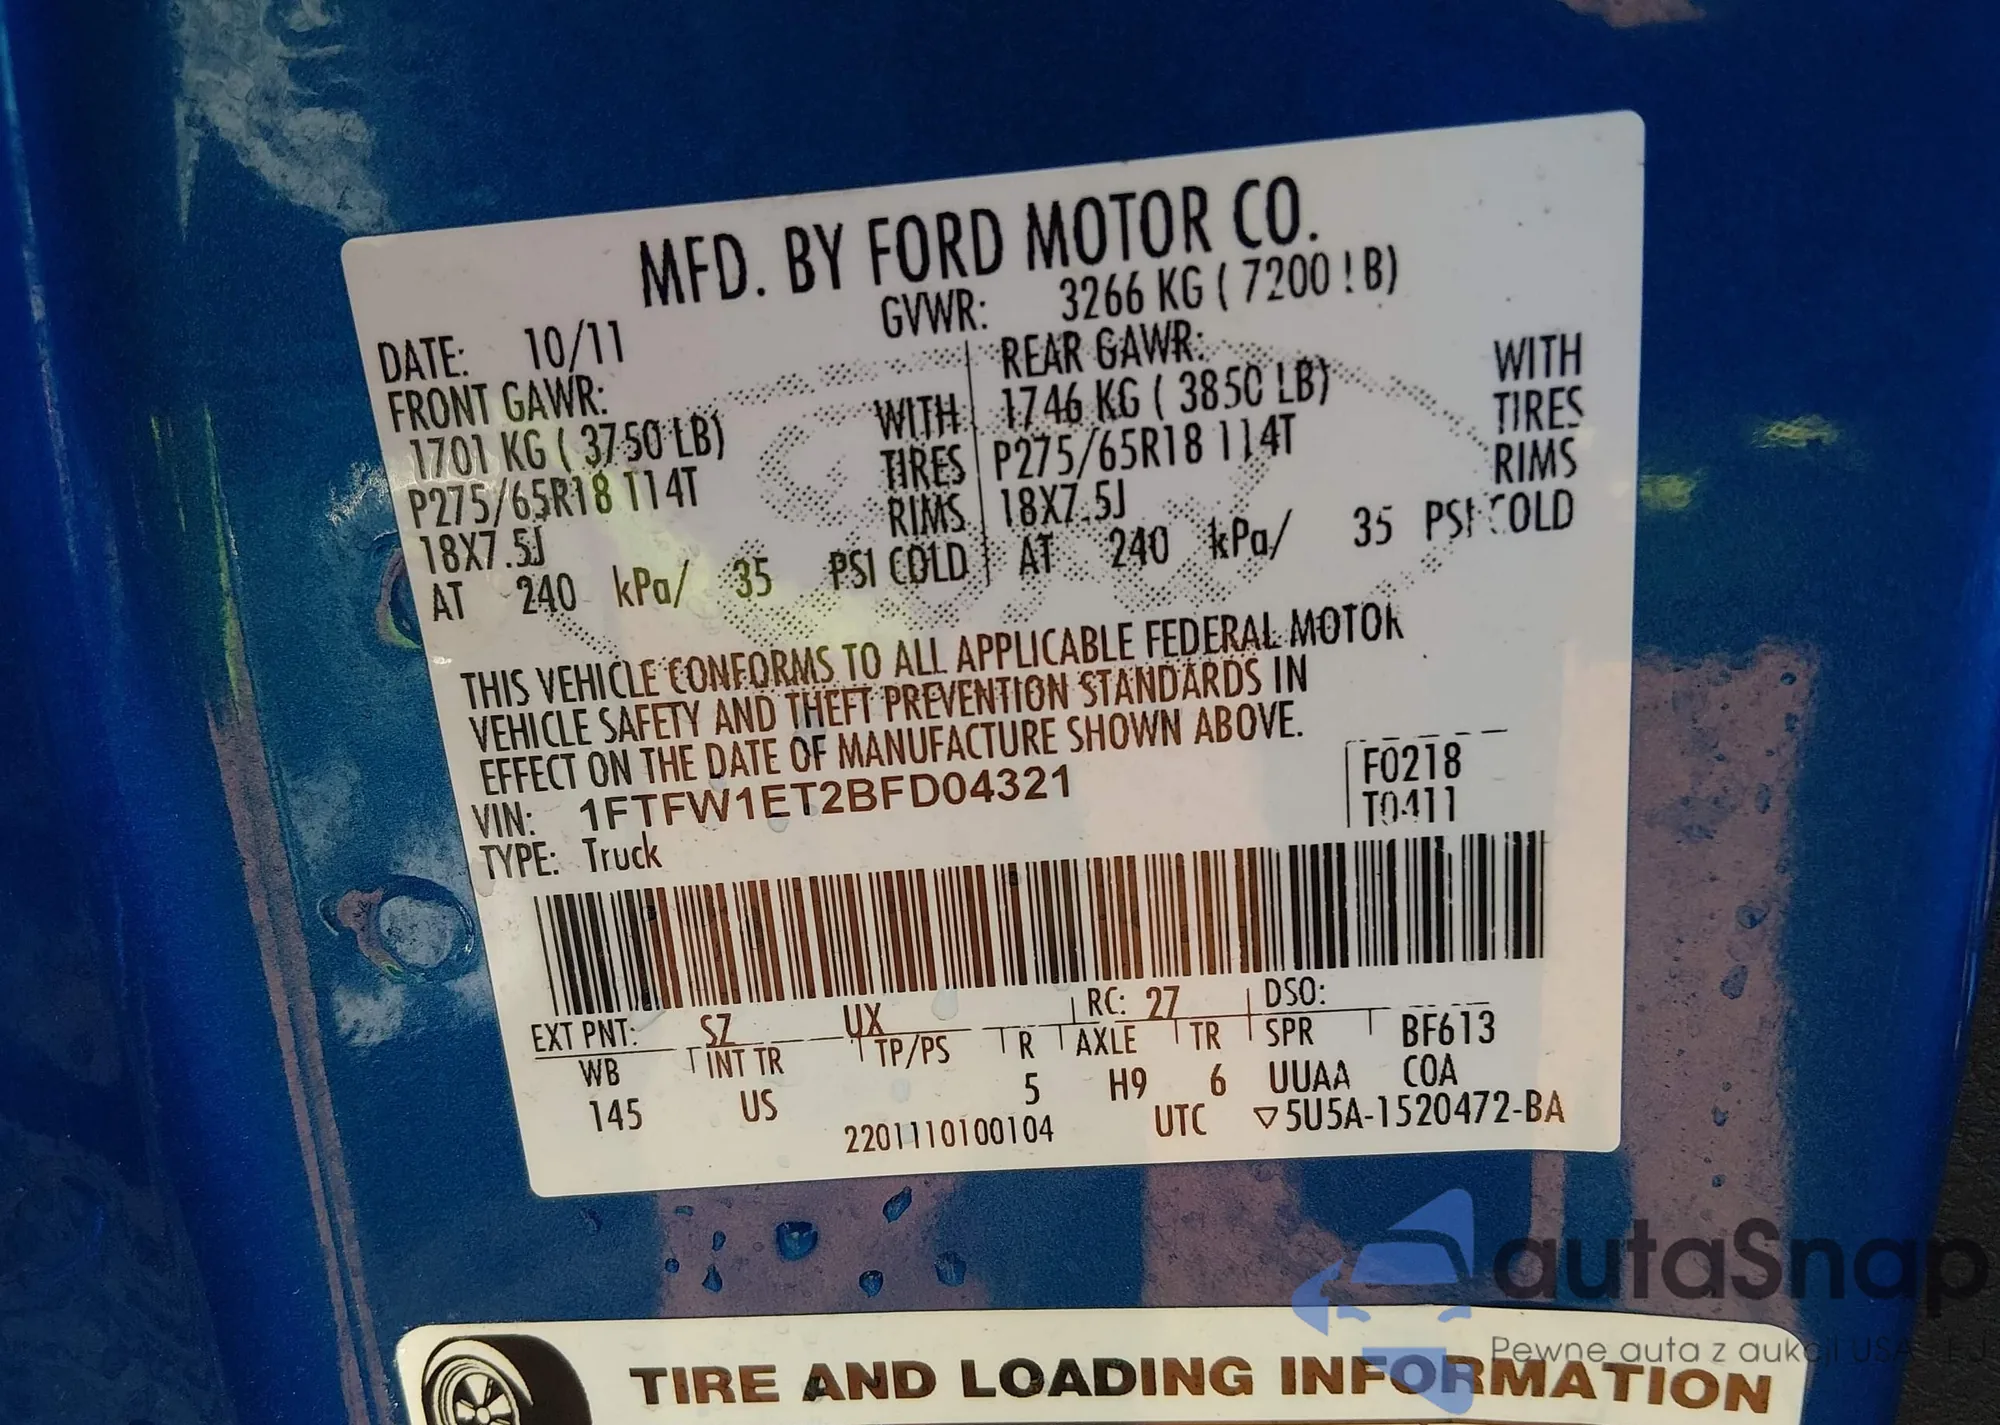 MFD. BY FORD MOTOR CO.
DATE: 10/11 GVWR: 3266 KG ( 7200 LB)
FRONT GAWR: REAR GAWR:
1701 KG ( 3750 LB) WITH 1746 KG ( 3850 LB) WITH
P275/65R18 114T TIRES P275/65R18 114T TIRES
18X7.5J RIMS 18X7.5J RIMS
AT 240 kPa/ 35 PSI COLD AT 240 kPa/ 35 PSI COLD
THIS VEHICLE CONFORMS TO ALL APPLICABLE FEDERAL MOTOR
VEHICLE SAFETY AND THEFT PREVENTION STANDARDS IN
EFFECT ON THE DATE OF MANUFACTURE SHOWN ABOVE.
VIN: 1FTFW1ET2BFD04321 F0218
TYPE: Truck T0411
EXT PNT: SZ UX RC: 27 DSO:
WB INT TR TP/PS R AXLE TR SPR BF613
145 US 5 H9 6 UUAA COA
2201110100104 UTC ▽5U5A-1520472-BA
TIRE AND LOADING INFORMATION
autaSnap
Pewne auta z aukcji USA